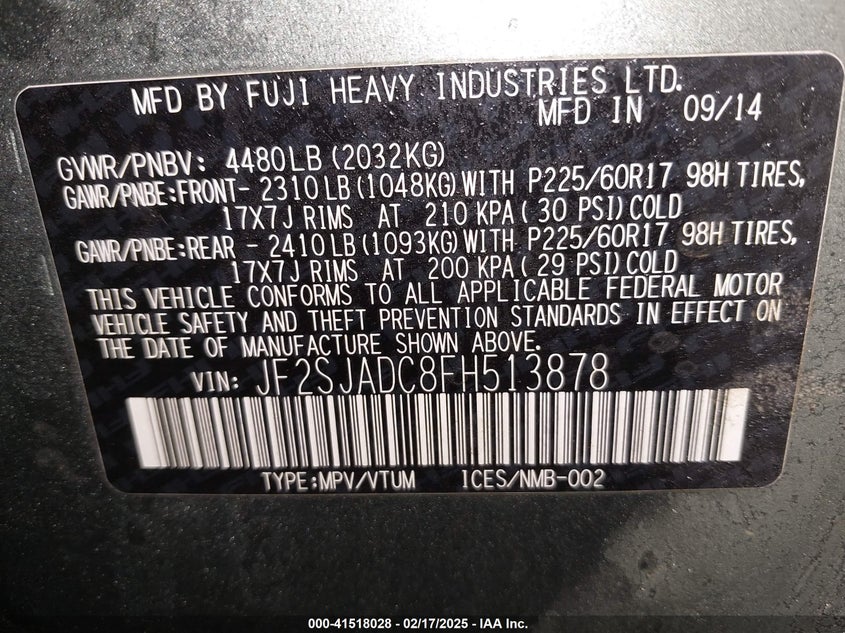 MFD BY FUJI HEAVY INDUSTRIES LTD.
MFD IN 09/14
GVWR/PNBV: 4480LB (2032KG)
GAWR/PNBE:FRONT- 2310LB (1048KG) WITH P225/60R17 98H TIRES,
17X7J RIMS AT 210 KPA ( 30 PSI) COLD
GAWR/PNBE:REAR - 2410LB (1093KG) WITH P225/60R17 98H TIRES,
17X7J RIMS AT 200 KPA ( 29 PSI) COLD
THIS VEHICLE CONFORMS TO ALL APPLICABLE FEDERAL MOTOR
VEHICLE SAFETY AND THEFT PREVENTION STANDARDS IN EFFECT ON
THE DATE OF MANUFACTURE SHOWN ABOVE.
VIN: JF2SJADC8FH513878
TYPE:MPV/VTUM ICES/NMB-002
000-41518028 - 02/17/2025 - IAA Inc.